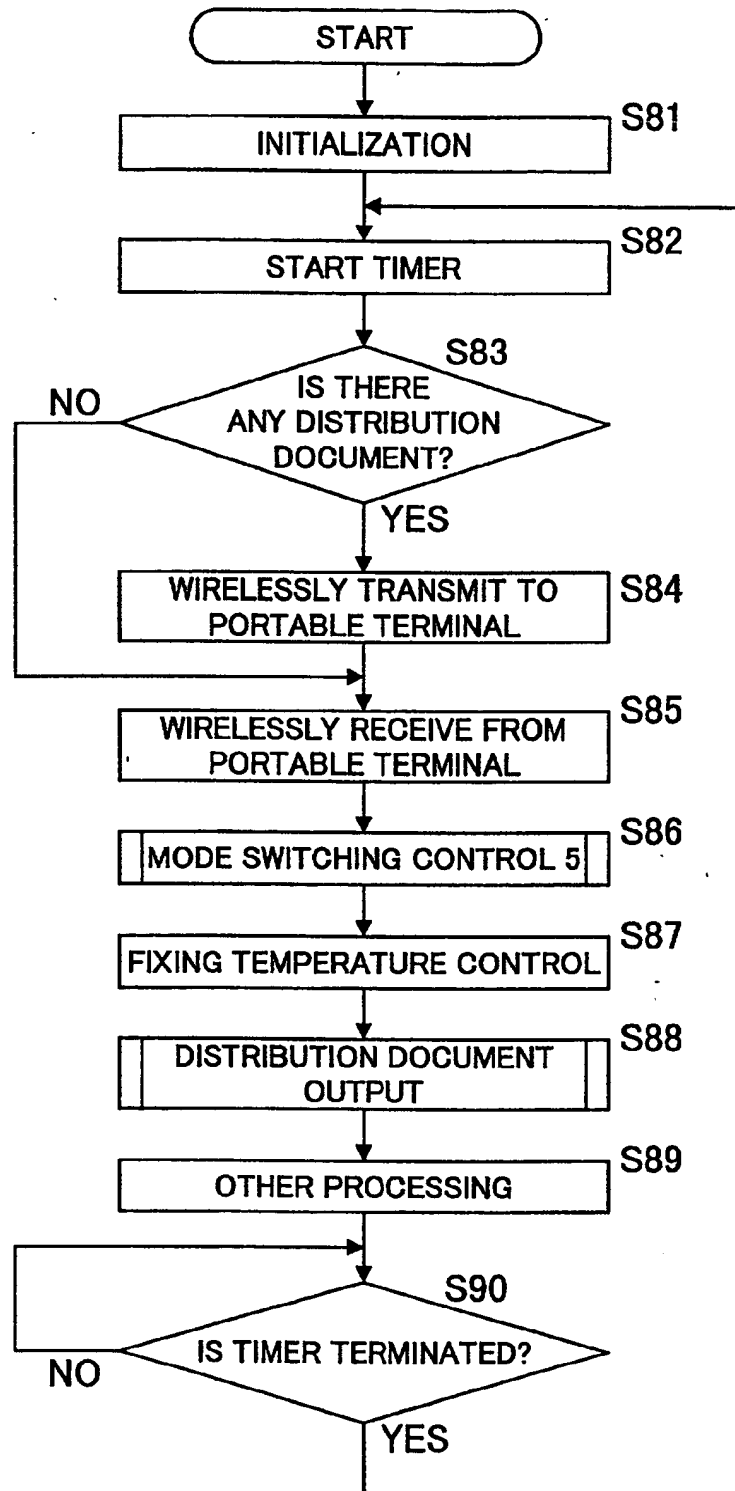 START
S81
INITIALIZATION
S82
START TIMER
S83
IS THERE
ANY DISTRIBUTION
DOCUMENT?
NO
YES
S84
WIRELESSLY TRANSMIT TO
PORTABLE TERMINAL
S85
WIRELESSLY RECEIVE FROM
PORTABLE TERMINAL
S86
MODE SWITCHING CONTROL 5
S87
FIXING TEMPERATURE CONTROL
S88
DISTRIBUTION DOCUMENT
OUTPUT
S89
OTHER PROCESSING
S90
IS TIMER TERMINATED?
NO
YES